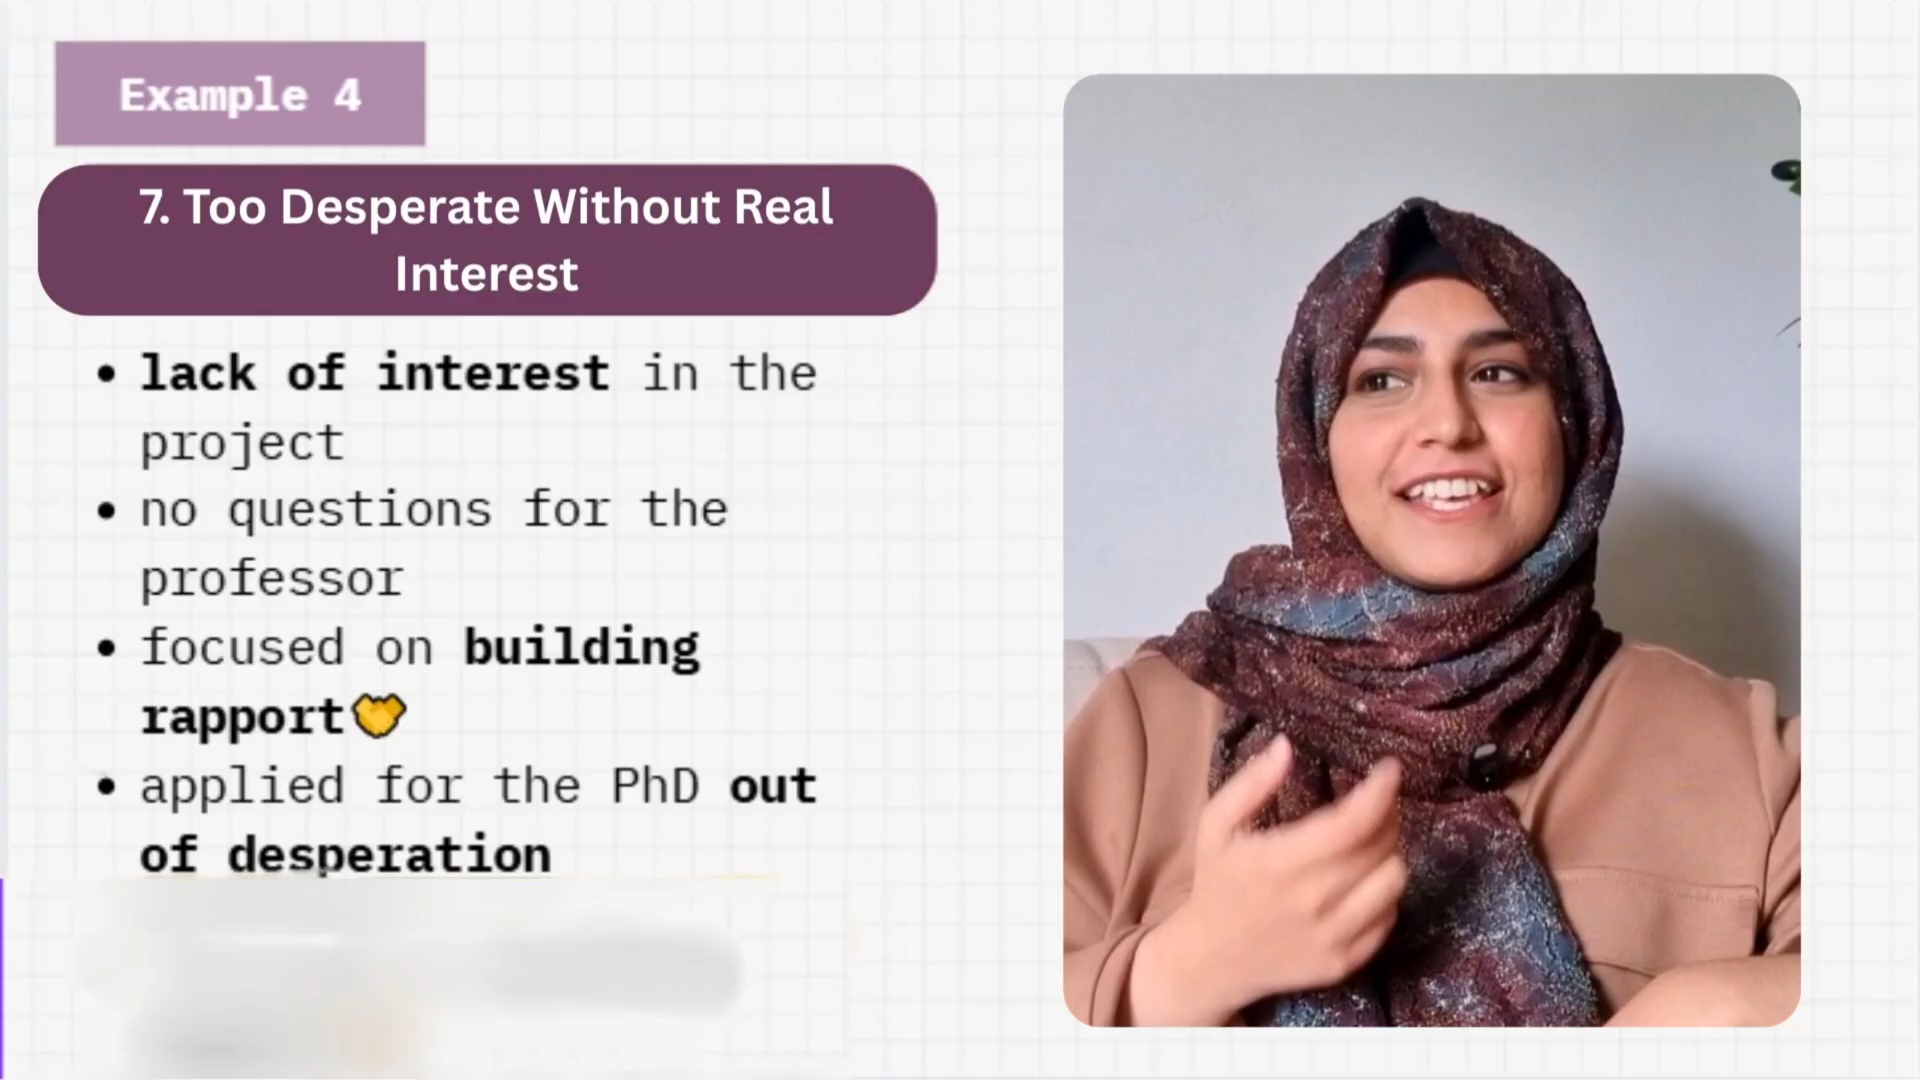 Example 4
7. Too Desperate Without Real
Interest
• lack of interest in the
project
• no questions for the
professor
• focused on building
rapport
• applied for the PhD out
of desperation